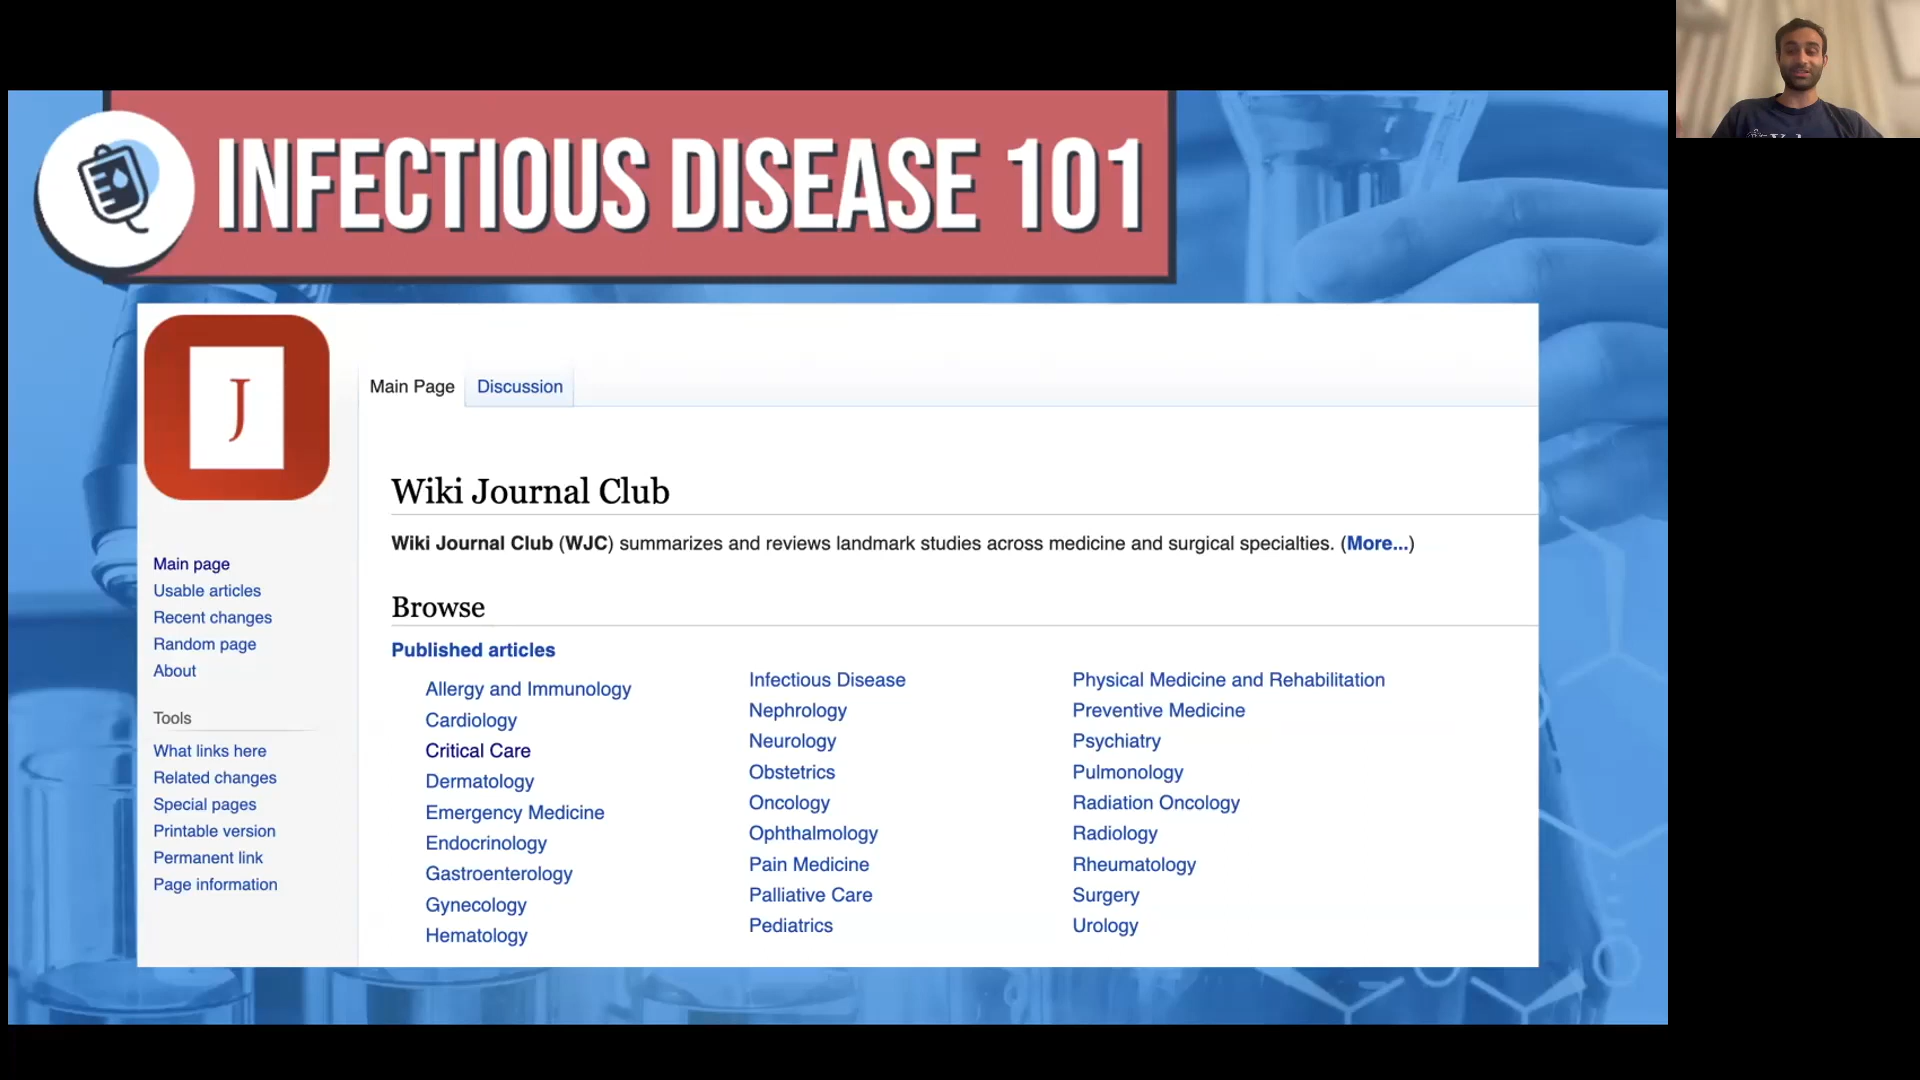 INFECTIOUS DISEASE 101
J
Main Page
Discussion
Wiki Journal Club
Wiki Journal Club (WJC) summarizes and reviews landmark studies across medicine and surgical specialties. (More...)
Browse
Published articles
Allergy and Immunology
Cardiology
Critical Care
Dermatology
Emergency Medicine
Endocrinology
Gastroenterology
Gynecology
Hematology
Infectious Disease
Nephrology
Neurology
Obstetrics
Oncology
Ophthalmology
Pain Medicine
Palliative Care
Pediatrics
Physical Medicine and Rehabilitation
Preventive Medicine
Psychiatry
Pulmonology
Radiation Oncology
Radiology
Rheumatology
Surgery
Urology
Main page
Usable articles
Recent changes
Random page
About
Tools
What links here
Related changes
Special pages
Printable version
Permanent link
Page information